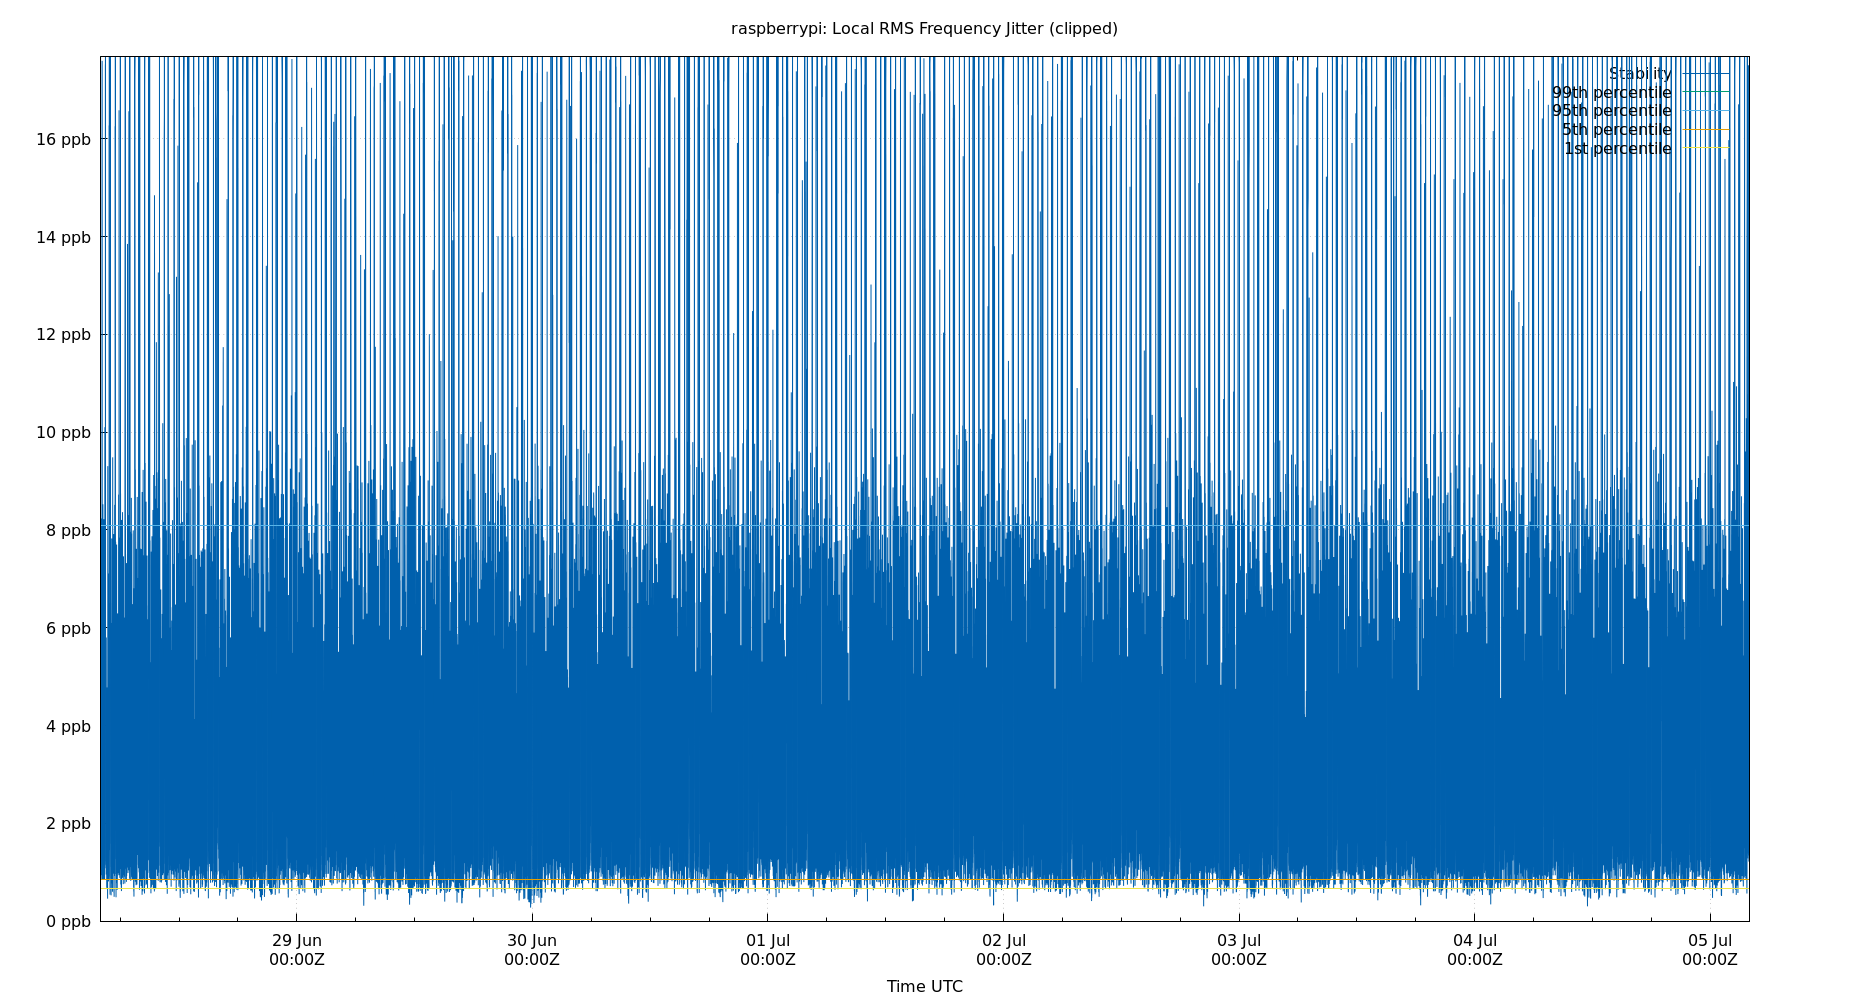 raspberrypi: Local RMS Frequency Jitter (clipped)
Stability
99th percentile
95th percentile
5th percentile
1st percentile
16 ppb
14 ppb
12 ppb
10 ppb
8 ppb
6 ppb
4 ppb
2 ppb
0 ppb
29 Jun 30 Jun 01 Jul 02 Jul 03 Jul 04 Jul 05 Jul
00:00Z 00:00Z 00:00Z 00:00Z 00:00Z 00:00Z 00:00Z
Time UTC